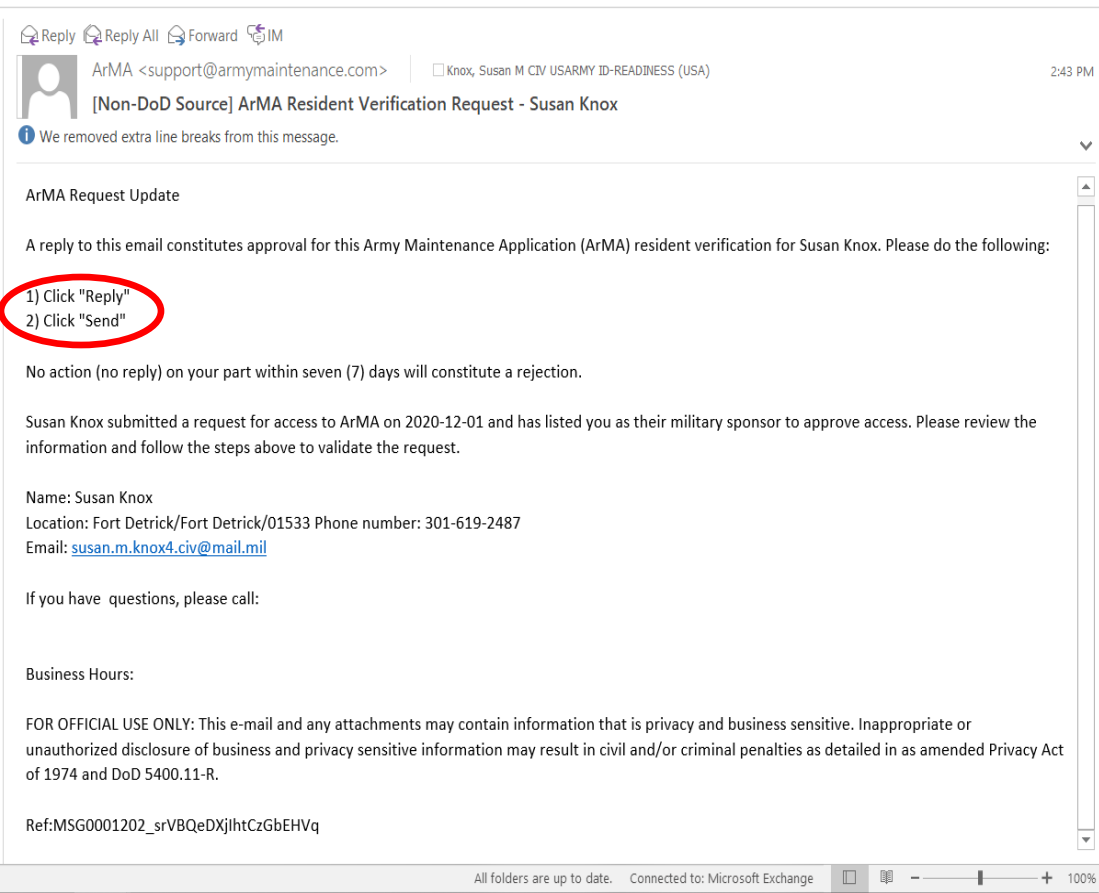 Reply Reply All Forward IM
ArMA <support@armymaintenance.com> Knox, Susan M CIV USARMY ID-READINESS (USA) 2:43 PM
[Non-DoD Source] ArMA Resident Verification Request - Susan Knox
We removed extra line breaks from this message.
ArMA Request Update
A reply to this email constitutes approval for this Army Maintenance Application (ArMA) resident verification for Susan Knox. Please do the following:
1) Click "Reply"
2) Click "Send"
No action (no reply) on your part within seven (7) days will constitute a rejection.
Susan Knox submitted a request for access to ArMA on 2020-12-01 and has listed you as their military sponsor to approve access. Please review the
information and follow the steps above to validate the request.
Name: Susan Knox
Location: Fort Detrick/Fort Detrick/01533 Phone number: 301-619-2487
Email: susan.m.knox4.civ@mail.mil
If you have  questions, please call:
Business Hours:
FOR OFFICIAL USE ONLY: This e-mail and any attachments may contain information that is privacy and business sensitive. Inappropriate or
unauthorized disclosure of business and privacy sensitive information may result in civil and/or criminal penalties as detailed in as amended Privacy Act
of 1974 and DoD 5400.11-R.
Ref:MSG0001202_srVBQeDXjIhtCzGbEHVq
All folders are up to date. Connected to: Microsoft Exchange 100%